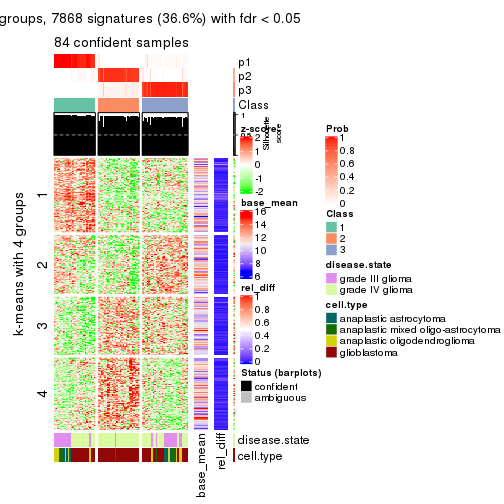 groups, 7868 signatures (36.6%) with fdr < 0.05
84 confident samples
p1
p2
p3
Class
1
Silhouette
score
z-score
2
1
0
-1
-2
base_mean
16
14
12
10
8
6
rel_diff
1
0.8
0.6
0.4
0.2
0
Status (barplots)
confident
ambiguous
Prob
1
0.8
0.6
0.4
0.2
0
Class
1
2
3
disease.state
grade III glioma
grade IV glioma
cell.type
anaplastic astrocytoma
anaplastic mixed oligo-astrocytoma
anaplastic oligodendroglioma
glioblastoma
k-means with 4 groups
1
2
3
4
disease.state
cell.type
base_mean
rel_diff